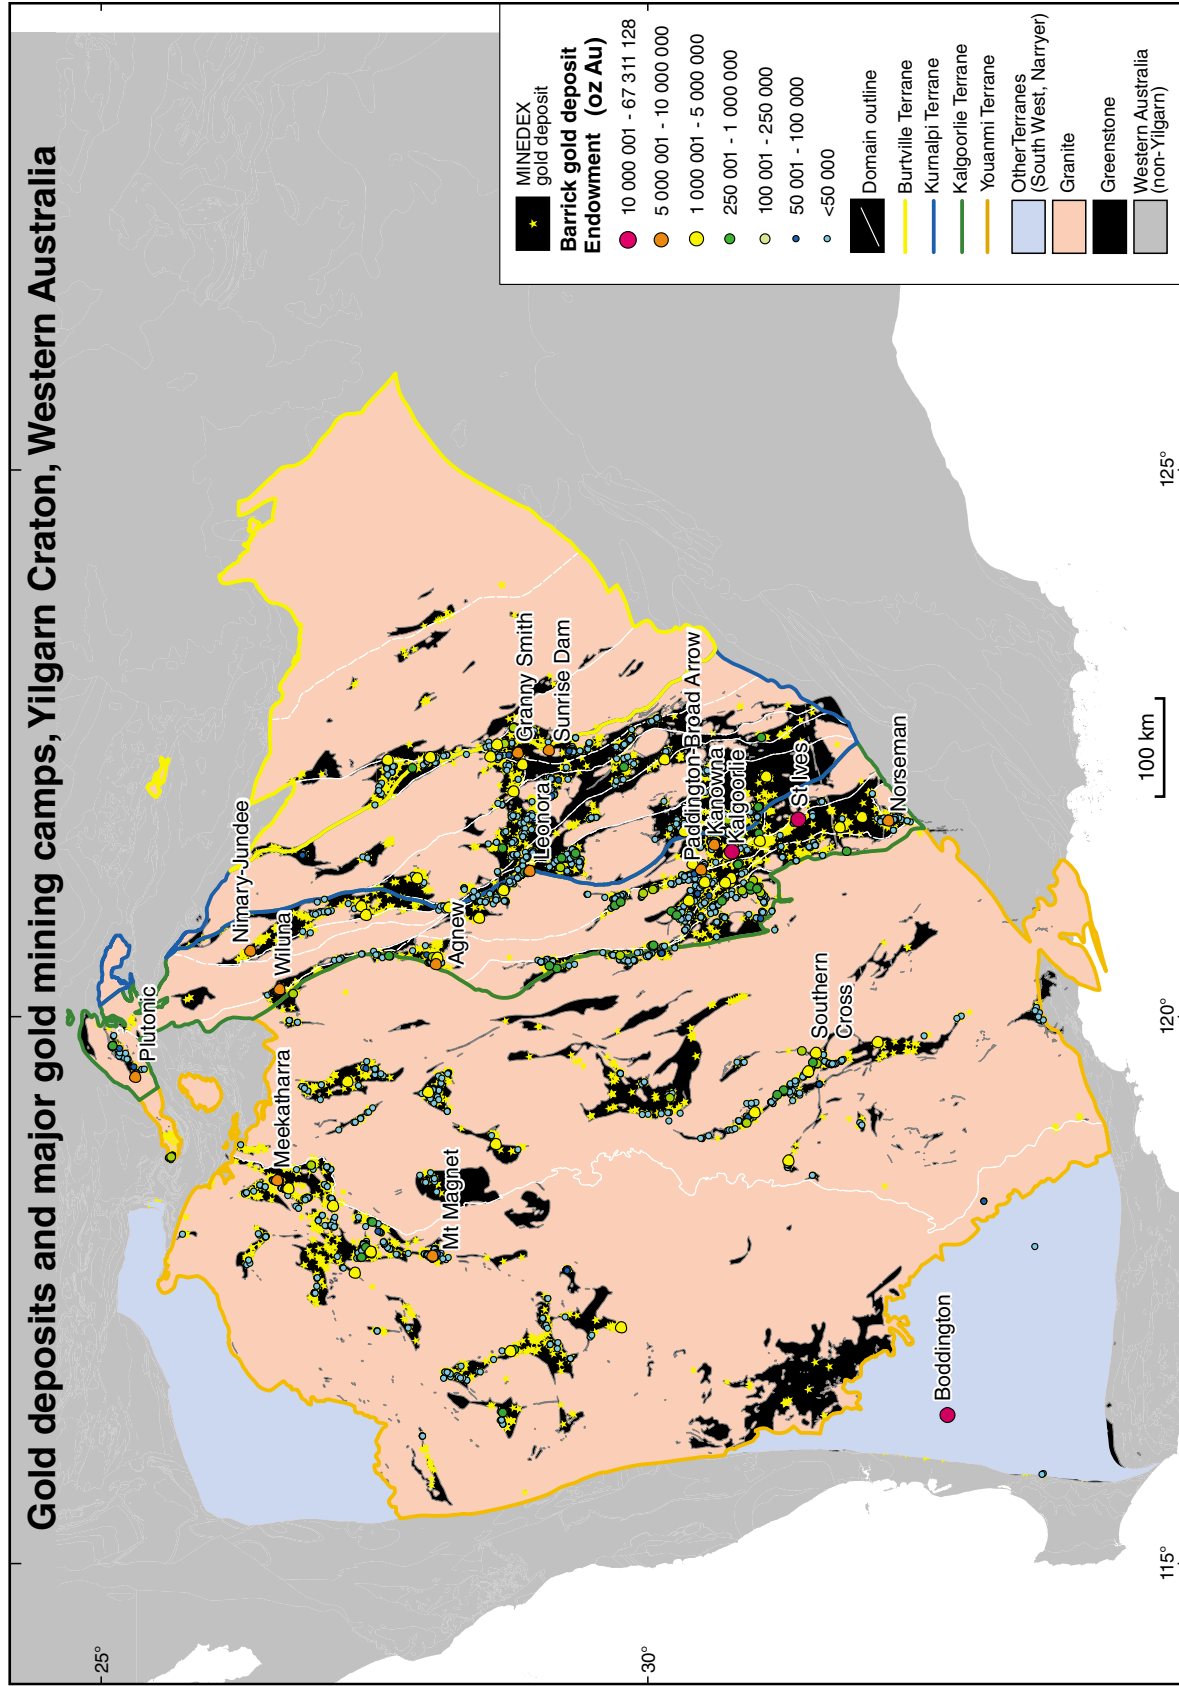 Gold deposits and major gold mining camps, Yilgarn Craton, Western Australia
25°
30°
115°
120°
125°
Plutonic
Nimary-Jundee
Wiluna
Meekatharra
Agnew
Mt Magnet
Granny Smith
Sunrise Dam
Leonora
Paddington-Broad Arrow
Kanowna
Kalgoorlie
St Ives
Norseman
Southern
Cross
Boddington
100 km
MINEDEX
gold deposit
Barrick gold deposit
Endowment (oz Au)
10 000 001 - 67 311 128
5 000 001 - 10 000 000
1 000 001 - 5 000 000
250 001 - 1 000 000
100 001 - 250 000
50 001 - 100 000
<50 000
Domain outline
Burtville Terrane
Kurnalpi Terrane
Kalgoorlie Terrane
Youanmi Terrane
OtherTerranes
(South West, Narryer)
Granite
Greenstone
Western Australia
(non-Yilgarn)